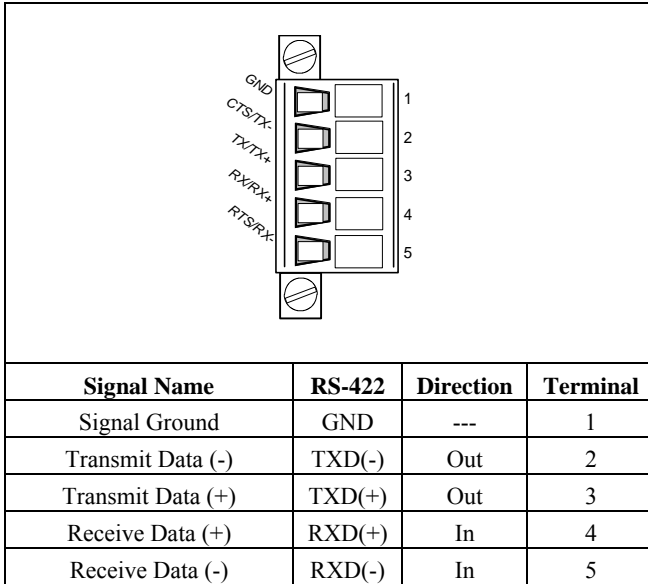 GND
1
CTS/TX-
2
TX/TX+
3
RX/RX+
4
RTS/RX-
5
Signal Name RS-422 Direction Terminal
Signal Ground GND --- 1
Transmit Data (-) TXD(-) Out 2
Transmit Data (+) TXD(+) Out 3
Receive Data (+) RXD(+) In 4
Receive Data (-) RXD(-) In 5